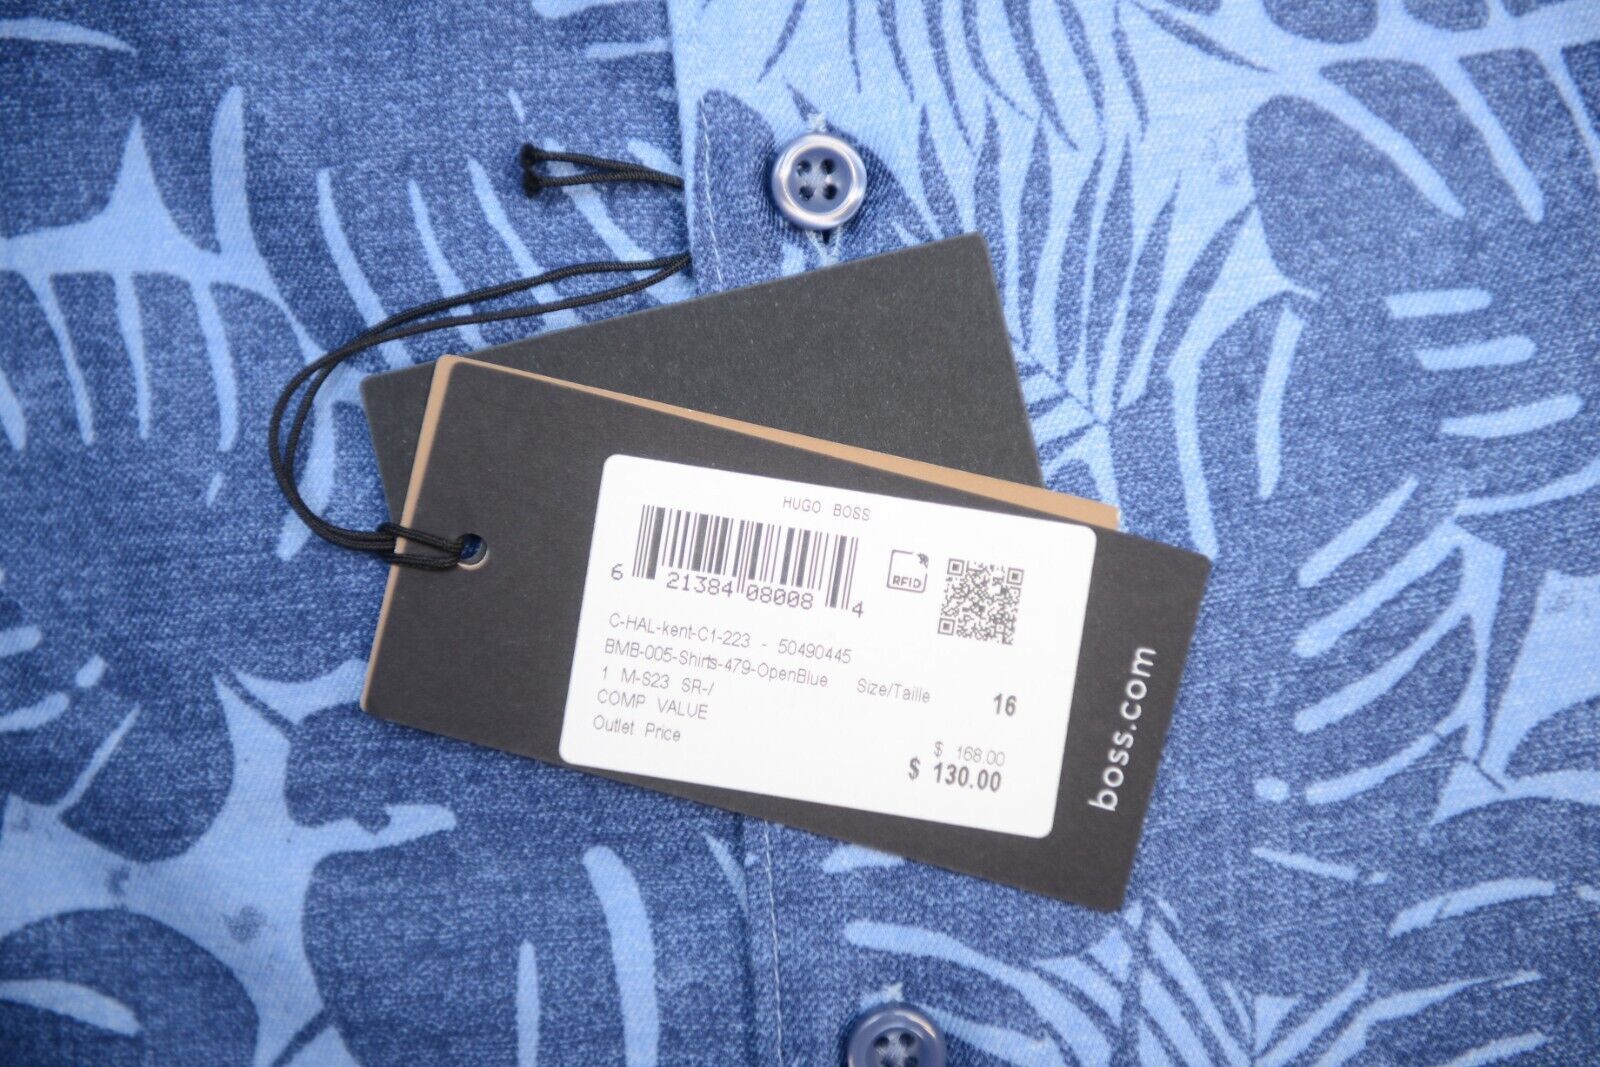 HUGO BOSS
6 21384 08008 4
RFID
C-HAL-kent-C1-223 - 50490445
BMB-005-Shirts-479-OpenBlue Size/Taille 16
1 M-S23 SR-/
COMP VALUE $ 168.00
Outlet Price $ 130.00
boss.com